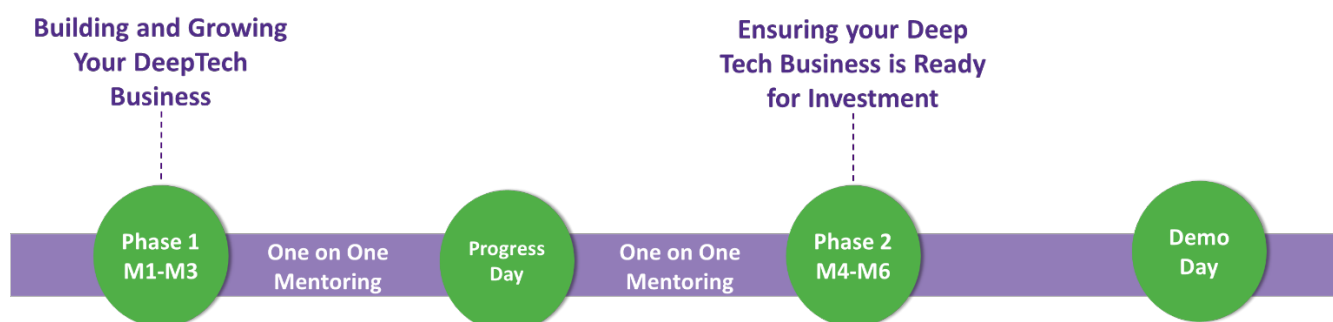 Building and Growing
Your DeepTech
Business
Ensuring your Deep
Tech Business is Ready
for Investment
Phase 1
M1-M3
One on One
Mentoring
Progress
Day
One on One
Mentoring
Phase 2
M4-M6
Demo
Day